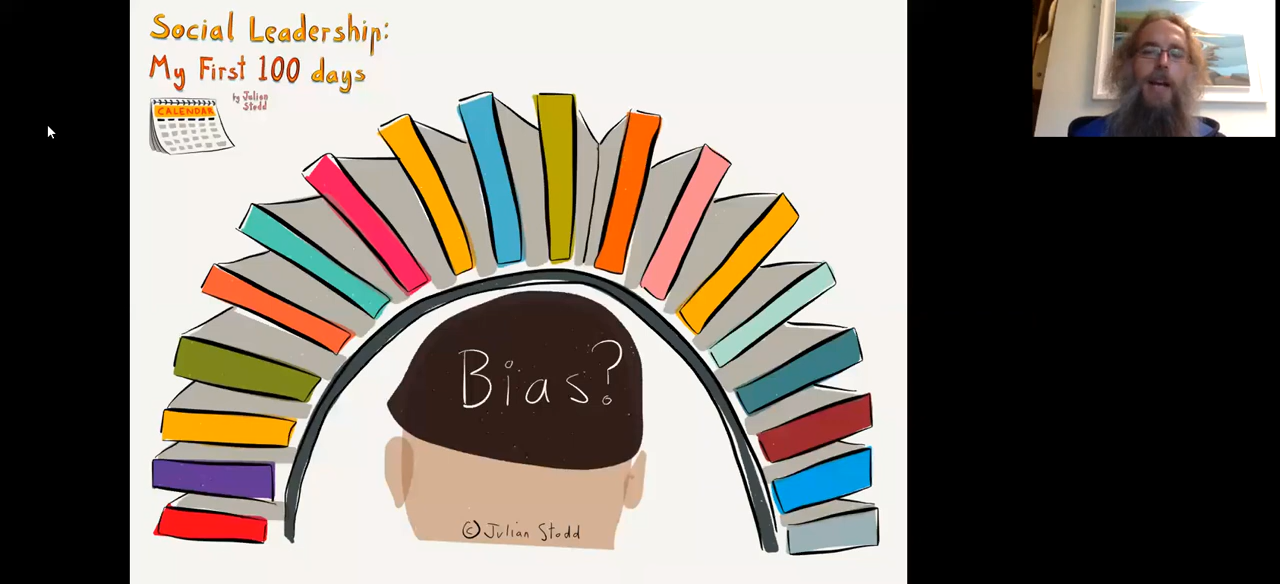 Social Leadership:
My First 100 days
by Julian
Stodd
CALENDAR
Bias?
© Julian Stodd